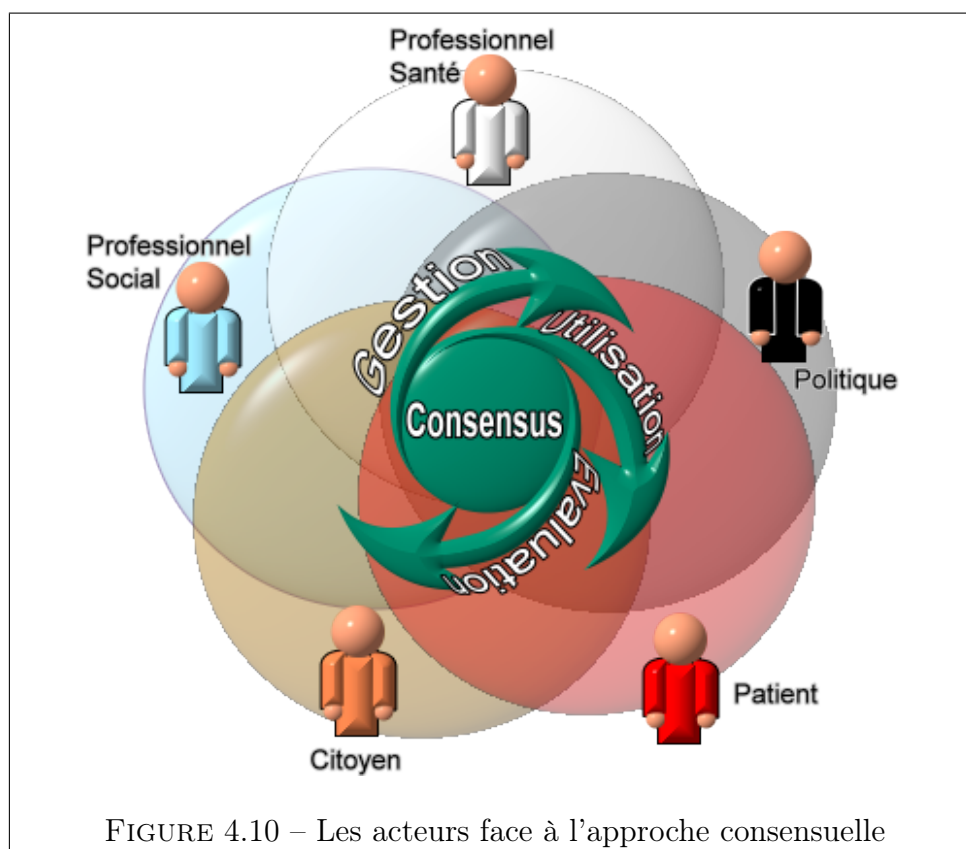 Professionnel
Santé
Professionnel
Social
Politique
Gestion
Utilisation
Évaluation
Consensus
Patient
Citoyen
FIGURE 4.10 – Les acteurs face à l'approche consensuelle